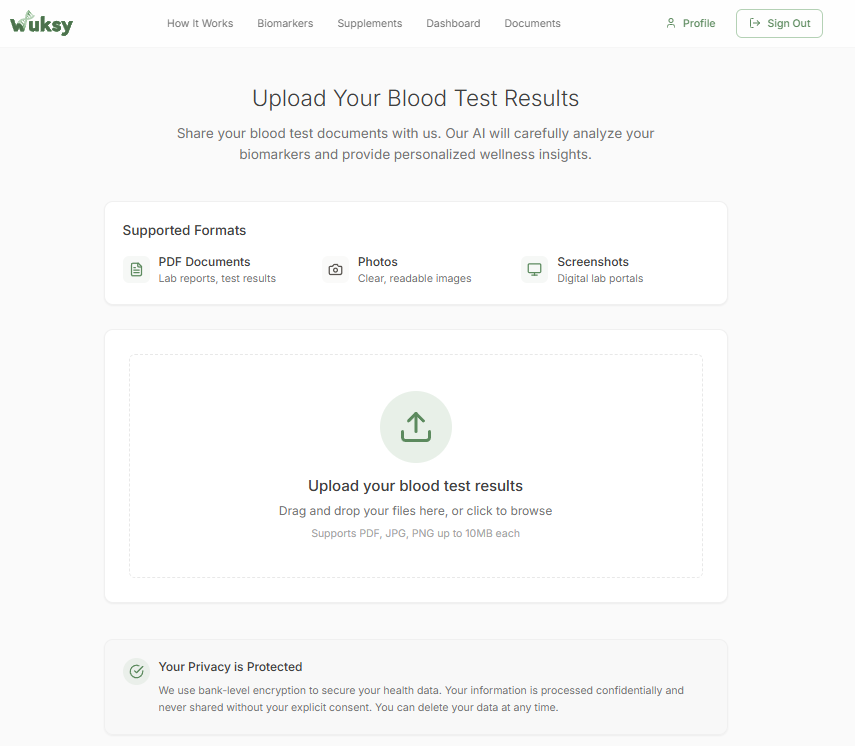 Wuksy
How It Works
Biomarkers
Supplements
Dashboard
Documents
Profile
Sign Out
Upload Your Blood Test Results
Share your blood test documents with us. Our AI will carefully analyze your
biomarkers and provide personalized wellness insights.
Supported Formats
PDF Documents
Lab reports, test results
Photos
Clear, readable images
Screenshots
Digital lab portals
Upload your blood test results
Drag and drop your files here, or click to browse
Supports PDF, JPG, PNG up to 10MB each
Your Privacy is Protected
We use bank-level encryption to secure your health data. Your information is processed confidentially and
never shared without your explicit consent. You can delete your data at any time.